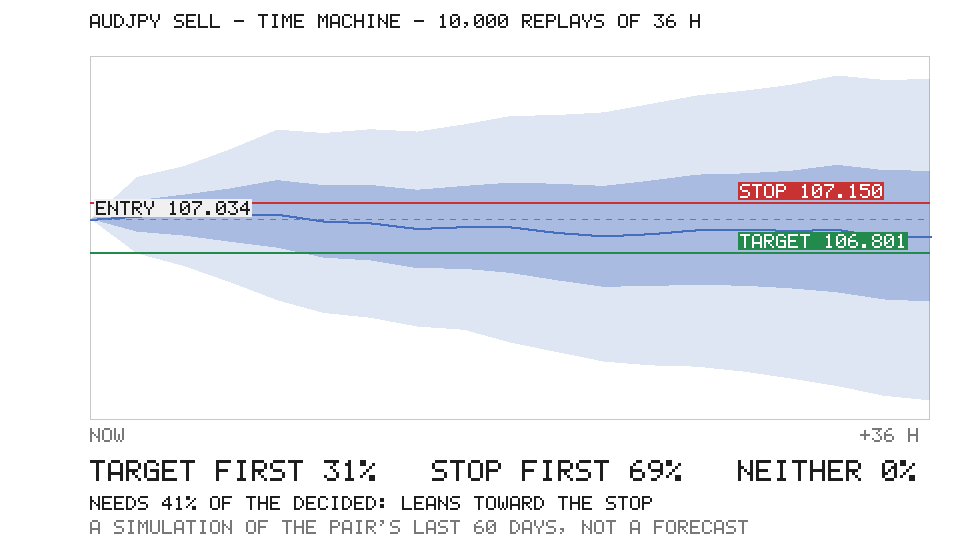 AUDJPY SELL - TIME MACHINE - 10,000 REPLAYS OF 36 H
STOP 107.150
ENTRY 107.034
TARGET 106.801
NOW +36 H
TARGET FIRST 31% STOP FIRST 69% NEITHER 0%
NEEDS 41% OF THE DECIDED: LEANS TOWARD THE STOP
A SIMULATION OF THE PAIR'S LAST 60 DAYS, NOT A FORECAST